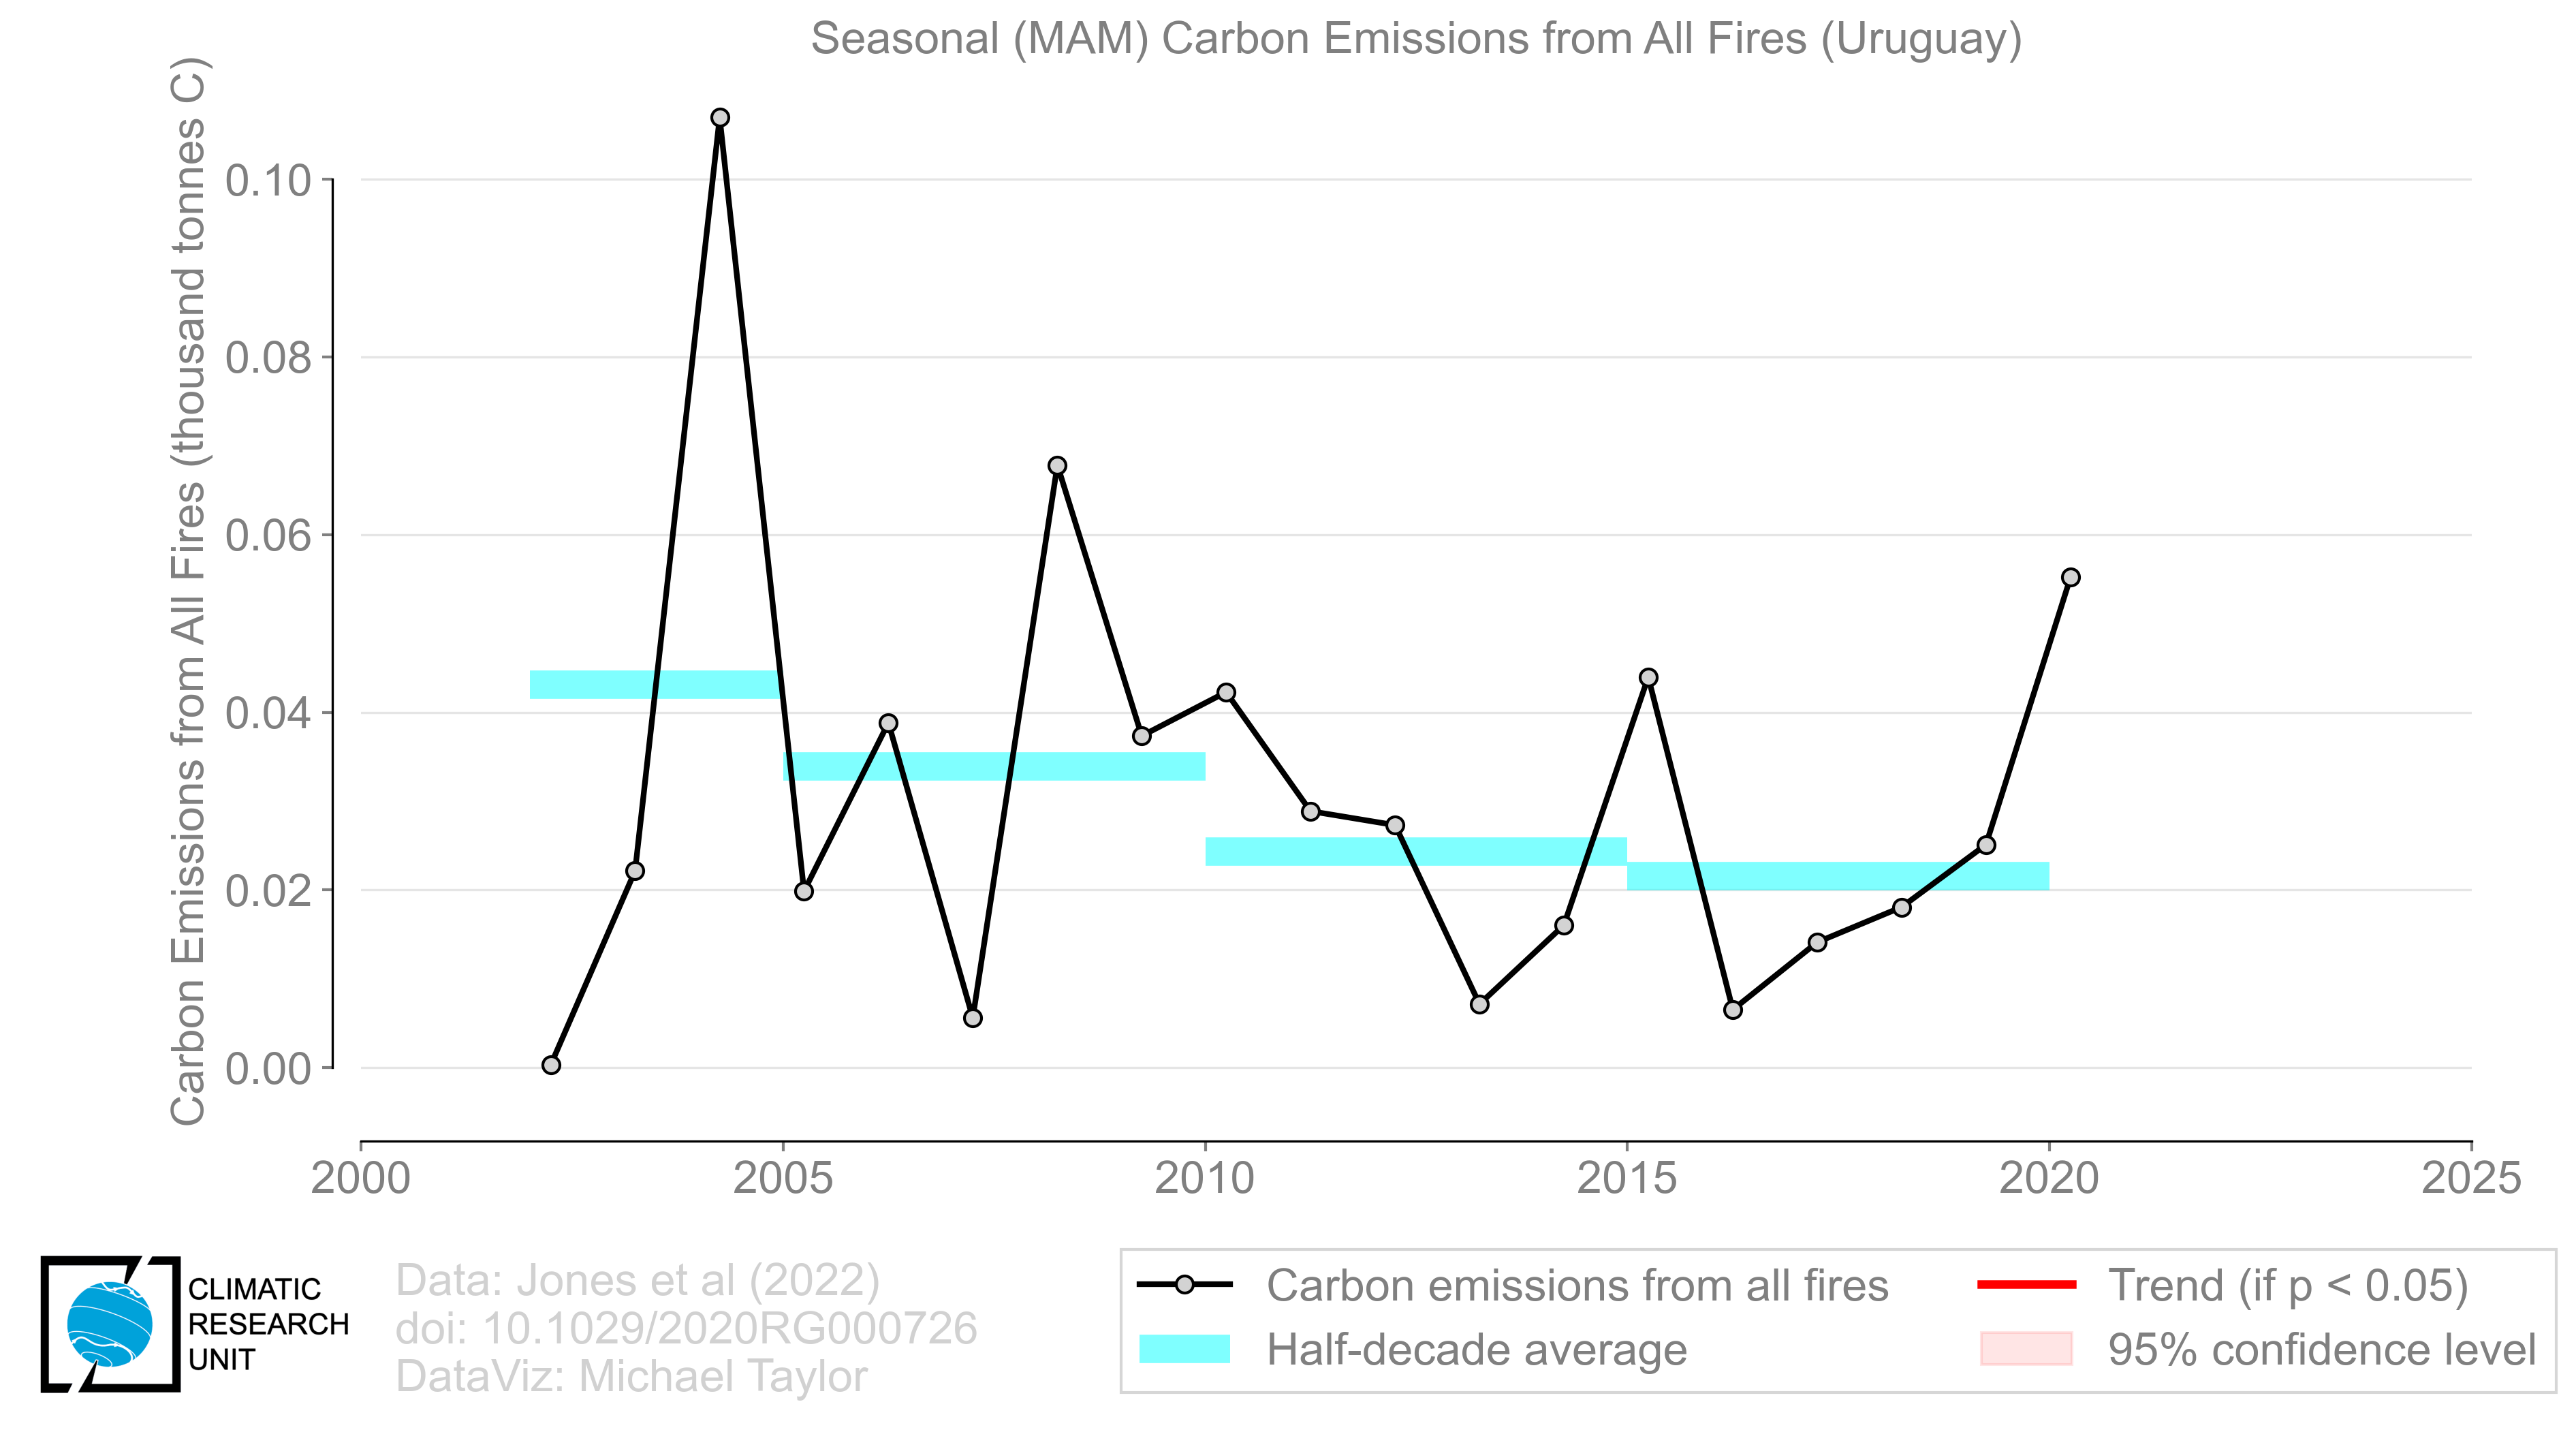 Seasonal (MAM) Carbon Emissions from All Fires (Uruguay)
Carbon Emissions from All Fires (thousand tonnes C)
0.10
0.08
0.06
0.04
0.02
0.00
2000 2005 2010 2015 2020 2025
CLIMATIC
RESEARCH
UNIT
Data: Jones et al (2022)
doi: 10.1029/2020RG000726
DataViz: Michael Taylor
Carbon emissions from all fires
Half-decade average
Trend (if p < 0.05)
95% confidence level